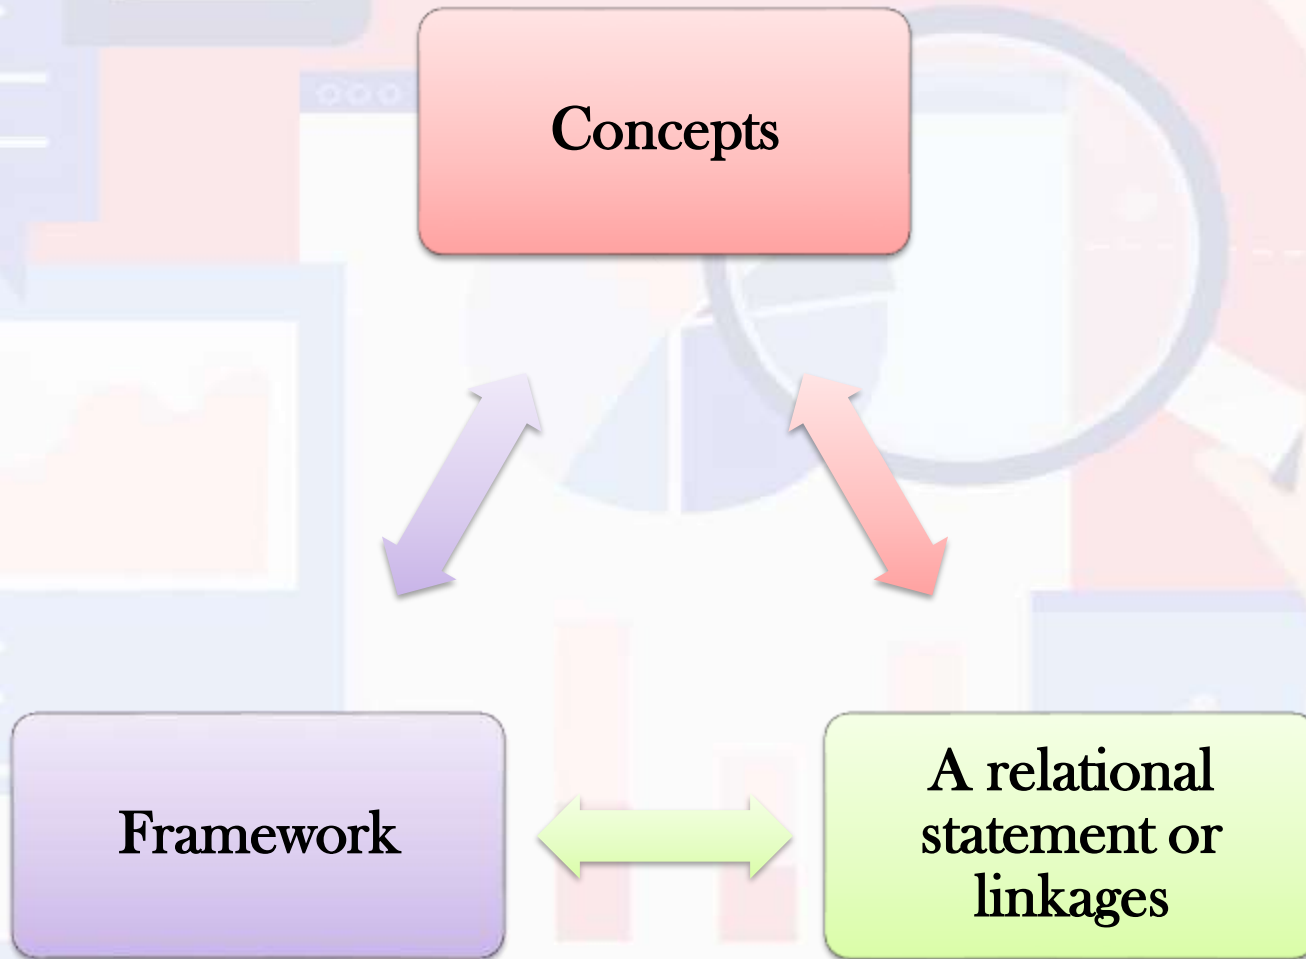 Concepts
Framework
A relational
statement or
linkages